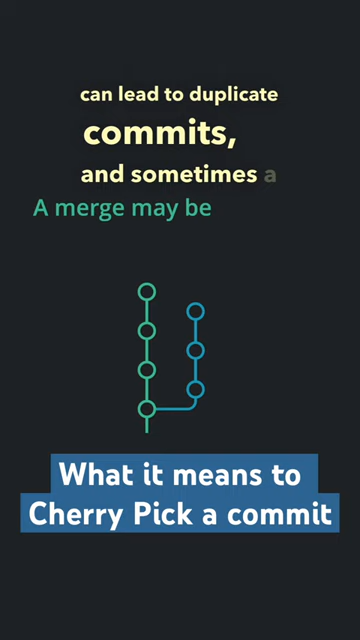 can lead to duplicate
commits,
and sometimes a
A merge may be
What it means to
Cherry Pick a commit